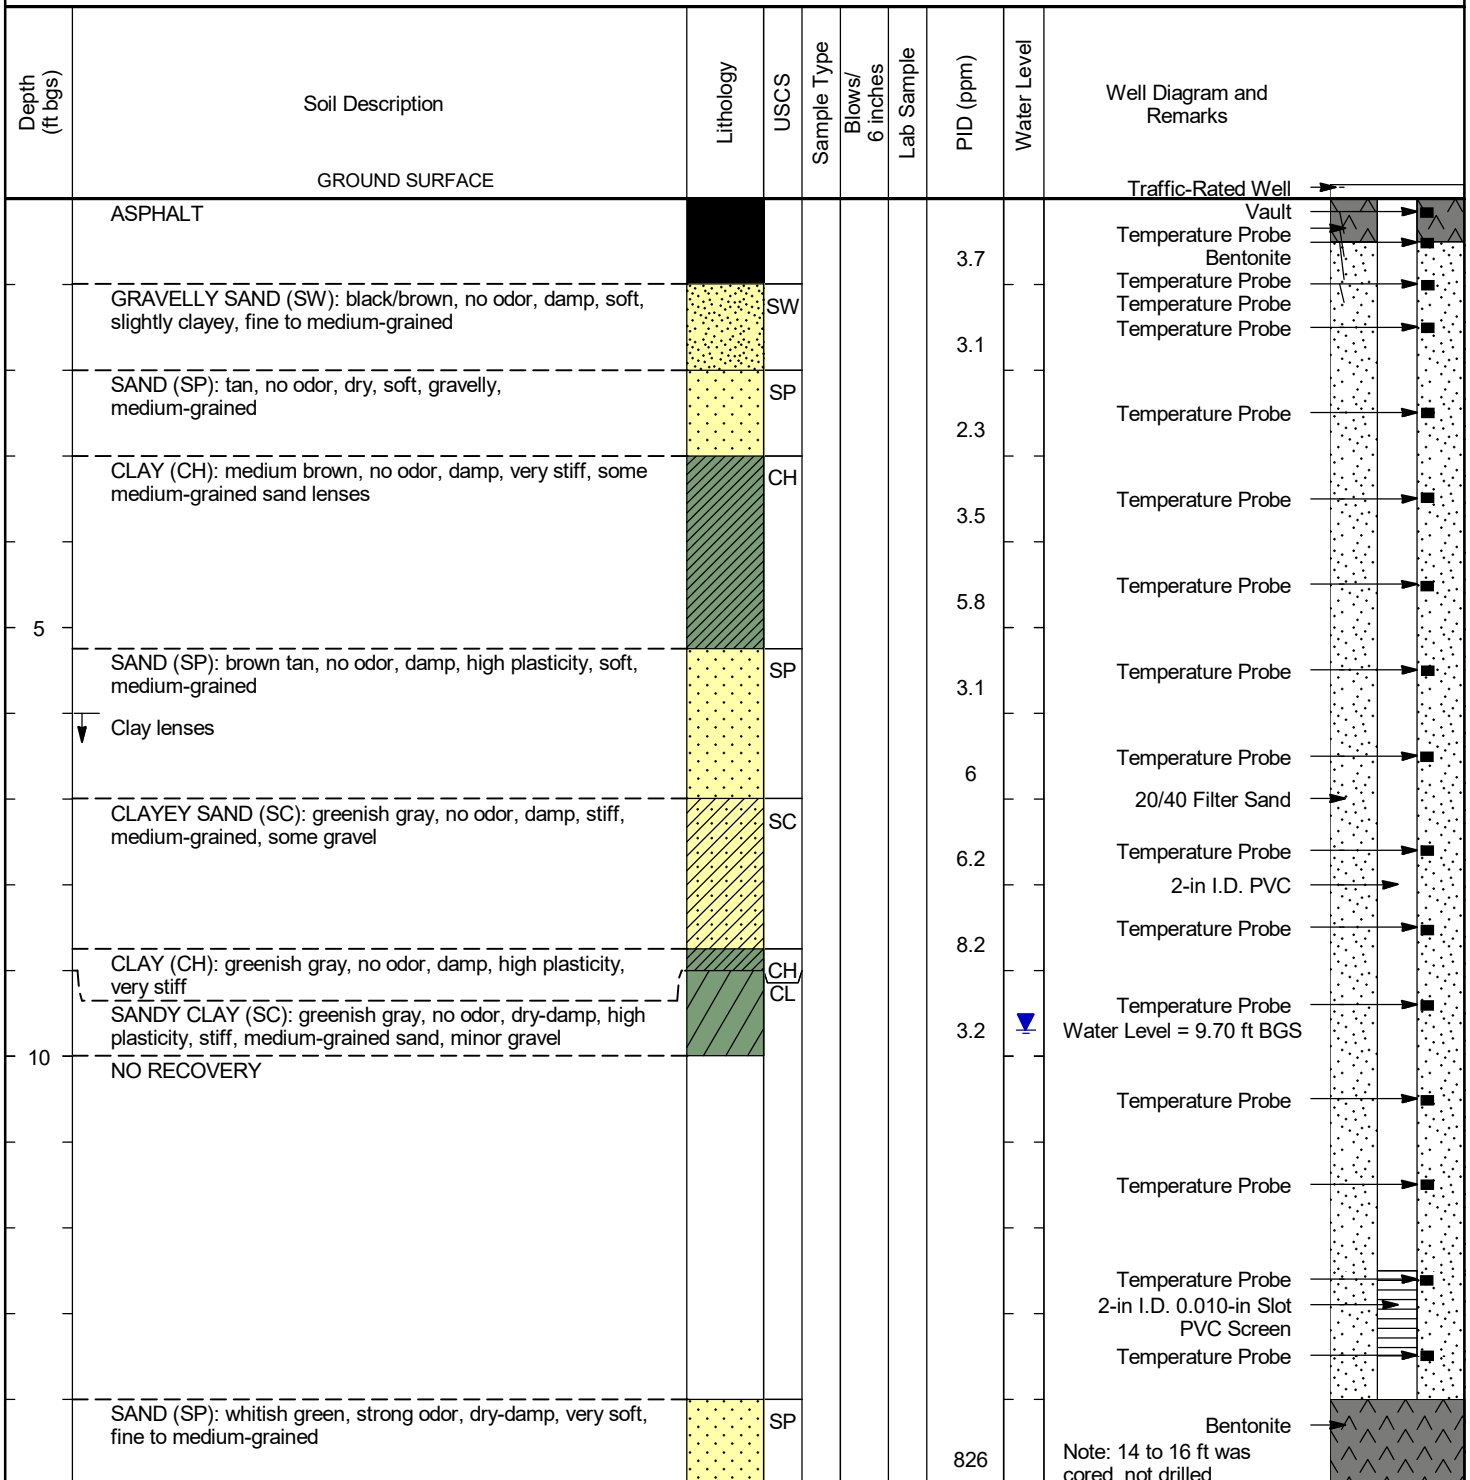 Depth
(ft bgs)
Soil Description
Lithology
USCS
Sample Type
Blows/
6 inches
Lab Sample
PID (ppm)
Water Level
Well Diagram and
Remarks
GROUND SURFACE
Traffic-Rated Well
Vault
ASPHALT
Temperature Probe
Bentonite
3.7
Temperature Probe
GRAVELLY SAND (SW): black/brown, no odor, damp, soft,
slightly clayey, fine to medium-grained
SW
Temperature Probe
Temperature Probe
3.1
SAND (SP): tan, no odor, dry, soft, gravelly,
medium-grained
SP
Temperature Probe
2.3
CLAY (CH): medium brown, no odor, damp, very stiff, some
medium-grained sand lenses
CH
Temperature Probe
3.5
Temperature Probe
5.8
5
SAND (SP): brown tan, no odor, damp, high plasticity, soft,
medium-grained
SP
Temperature Probe
3.1
Clay lenses
Temperature Probe
6
20/40 Filter Sand
CLAYEY SAND (SC): greenish gray, no odor, damp, stiff,
medium-grained, some gravel
SC
Temperature Probe
6.2
2-in I.D. PVC
Temperature Probe
8.2
CLAY (CH): greenish gray, no odor, damp, high plasticity,
very stiff
CH
CL
Temperature Probe
SANDY CLAY (SC): greenish gray, no odor, dry-damp, high
plasticity, stiff, medium-grained sand, minor gravel
3.2
Water Level = 9.70 ft BGS
10
NO RECOVERY
Temperature Probe
Temperature Probe
Temperature Probe
2-in I.D. 0.010-in Slot
PVC Screen
Temperature Probe
SAND (SP): whitish green, strong odor, dry-damp, very soft,
fine to medium-grained
SP
Bentonite
826
Note: 14 to 16 ft was
cored, not drilled